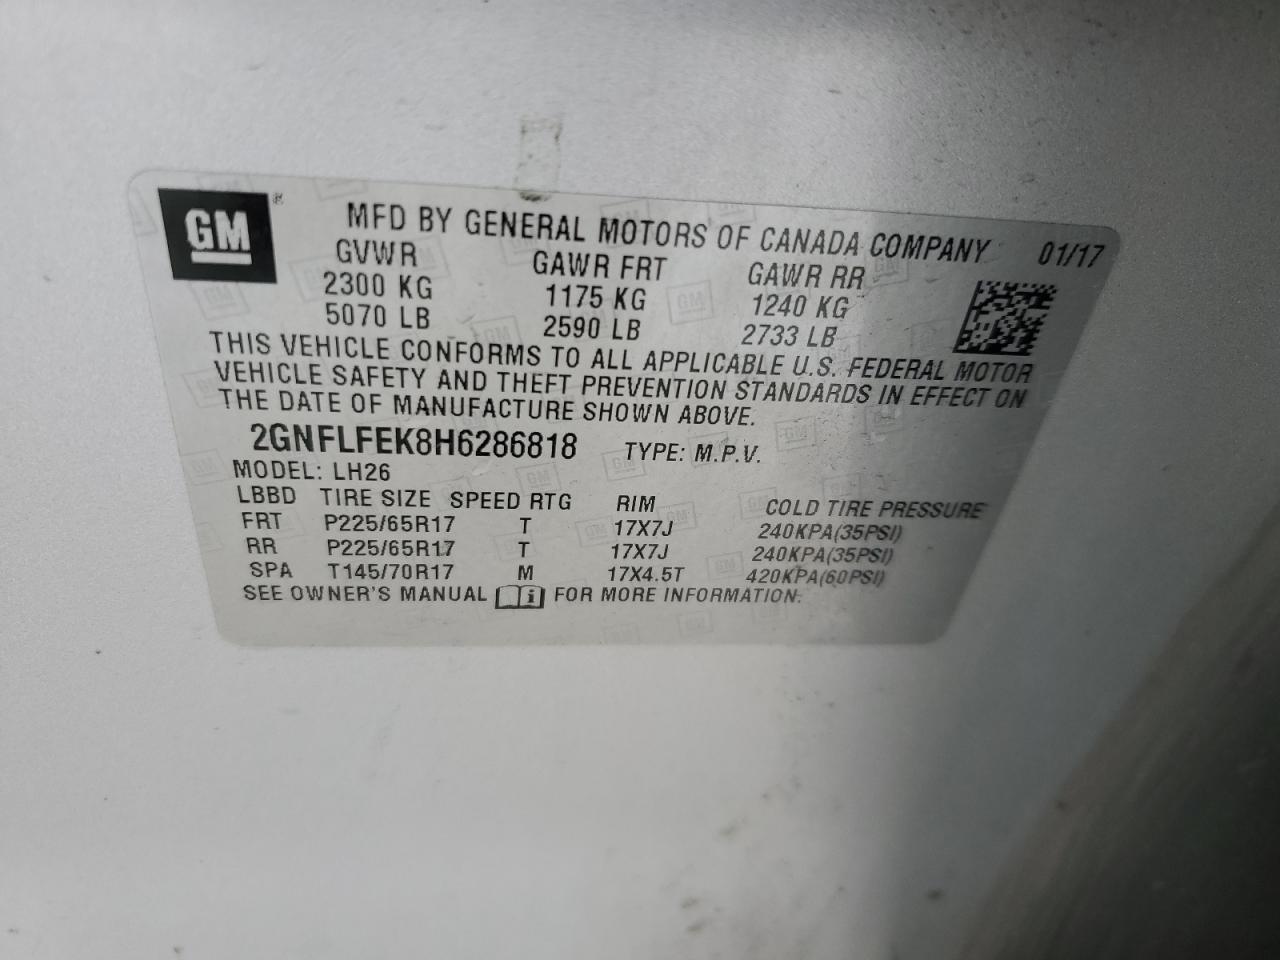 GM ®
MFD BY GENERAL MOTORS OF CANADA COMPANY 01/17
GVWR GAWR FRT GAWR RR
2300 KG 1175 KG 1240 KG
5070 LB 2590 LB 2733 LB
THIS VEHICLE CONFORMS TO ALL APPLICABLE U.S. FEDERAL MOTOR
VEHICLE SAFETY AND THEFT PREVENTION STANDARDS IN EFFECT ON
THE DATE OF MANUFACTURE SHOWN ABOVE.
2GNFLFEK8H6286818 TYPE: M.P.V.
MODEL: LH26
LBBD TIRE SIZE SPEED RTG RIM COLD TIRE PRESSURE
FRT P225/65R17 T 17X7J 240KPA(35PSI)
RR P225/65R17 T 17X7J 240KPA(35PSI)
SPA T145/70R17 M 17X4.5T 420KPA(60PSI)
SEE OWNER'S MANUAL i FOR MORE INFORMATION.